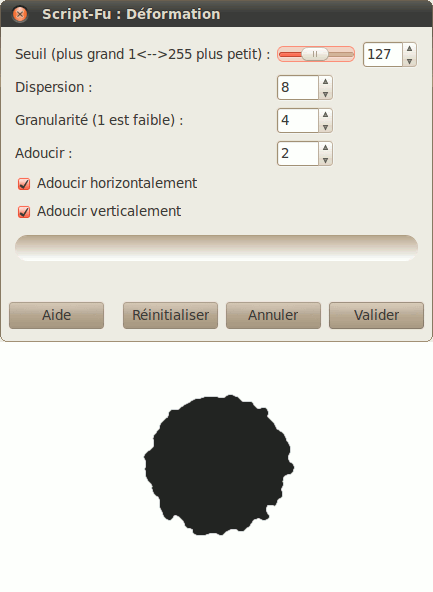 Script-Fu : Déformation
Seuil (plus grand 1<-->255 plus petit) : 127
Dispersion : 8
Granularité (1 est faible) : 4
Adoucir : 2
Adoucir horizontalement
Adoucir verticalement
Aide Réinitialiser Annuler Valider